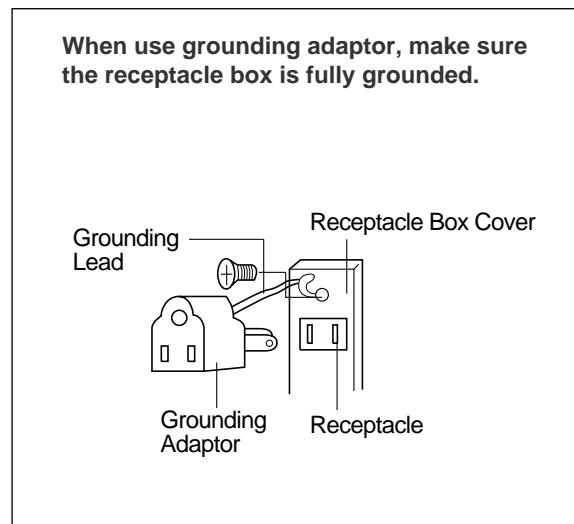 When use grounding adaptor, make sure
the receptacle box is fully grounded.
Receptacle Box Cover
Grounding
Lead
Grounding
Adaptor
Receptacle